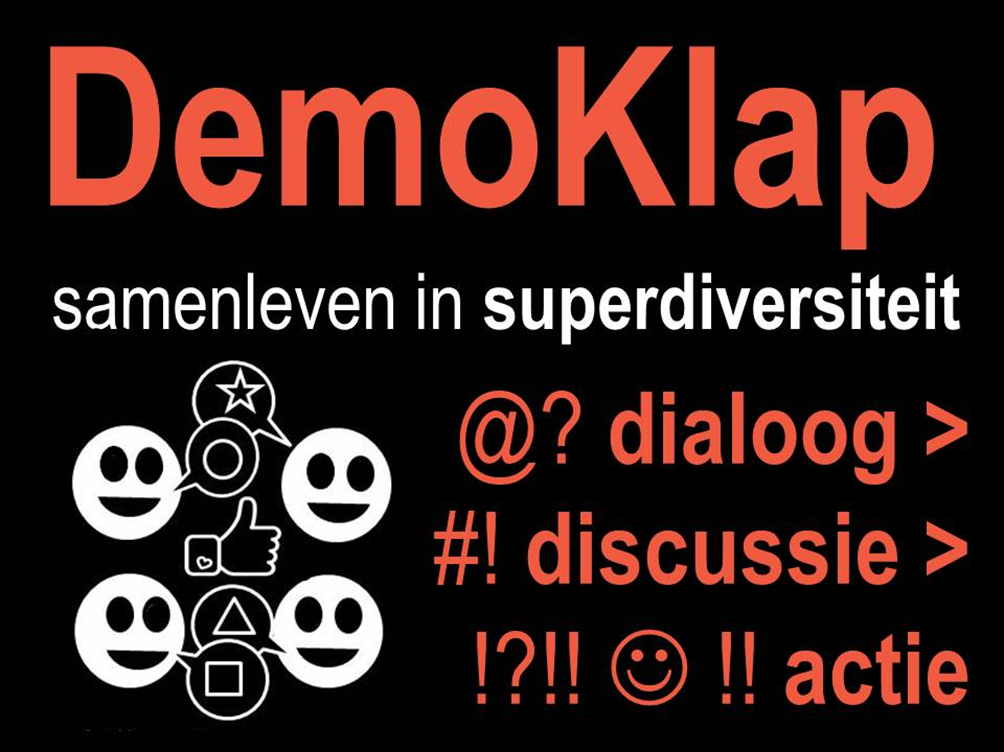 DemoKlap
samenleven in superdiversiteit
@? dialoog >
#! discussie >
!?!! ☺ !! actie